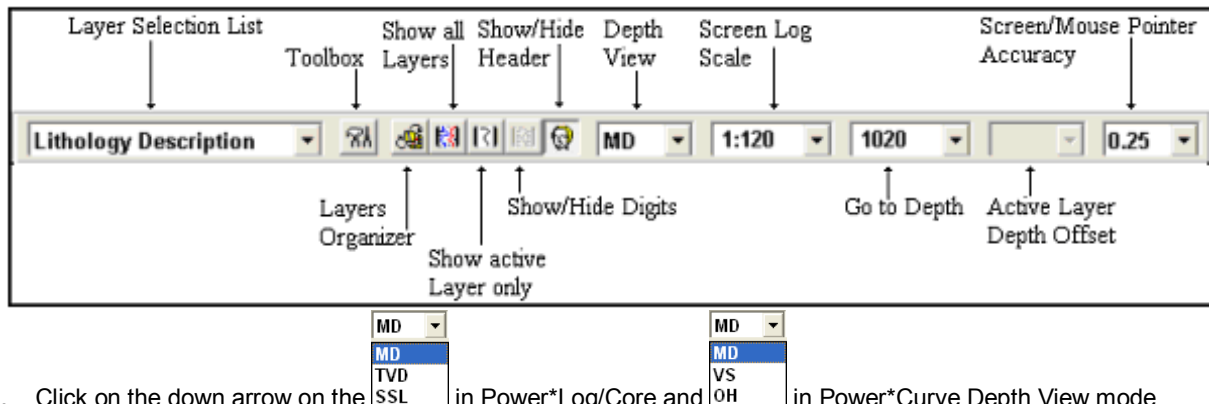 Layer Selection List
Toolbox
Show all Layers
Show/Hide Header
Depth View
Screen Log Scale
Screen/Mouse Pointer Accuracy
Lithology Description
MD
1:120
1020
0.25
Layers Organizer
Show active Layer only
Show/Hide Digits
Go to Depth
Active Layer Depth Offset
MD
MD
TVD
SSL
MD
MD
VS
OH
Click on the down arrow on the
in Power*Log/Core and
in Power*Curve Depth View mode